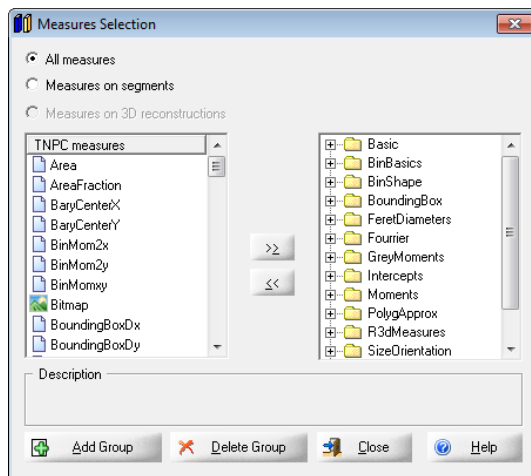 Measures Selection
All measures
Measures on segments
Measures on 3D reconstructions
TNPC measures
Area
AreaFraction
BaryCenterX
BaryCenterY
BinMom2x
BinMom2y
BinMomxy
Bitmap
BoundingBoxDx
BoundingBoxDy
>>
<<
Basic
BinBasics
BinShape
BoundingBox
FeretDiameters
Fourrier
GreyMoments
Intercepts
Moments
PolygApprox
R3dMeasures
SizeOrientation
Description
Add Group
Delete Group
Close
Help